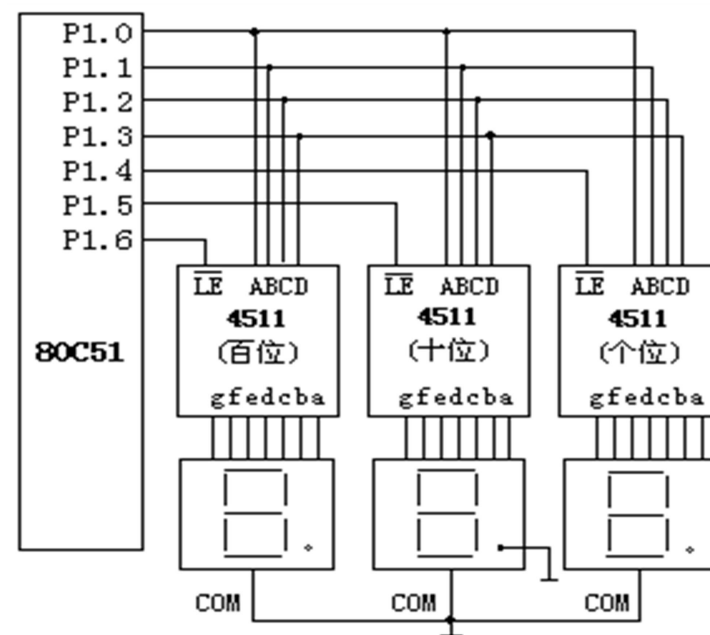 P1.0
P1.1
P1.2
P1.3
P1.4
P1.5
P1.6
80C51
LE ABCD
4511
(百位)
gfedcba
LE ABCD
4511
(十位)
gfedcba
LE ABCD
4511
(个位)
gfedcba
COM
COM
COM